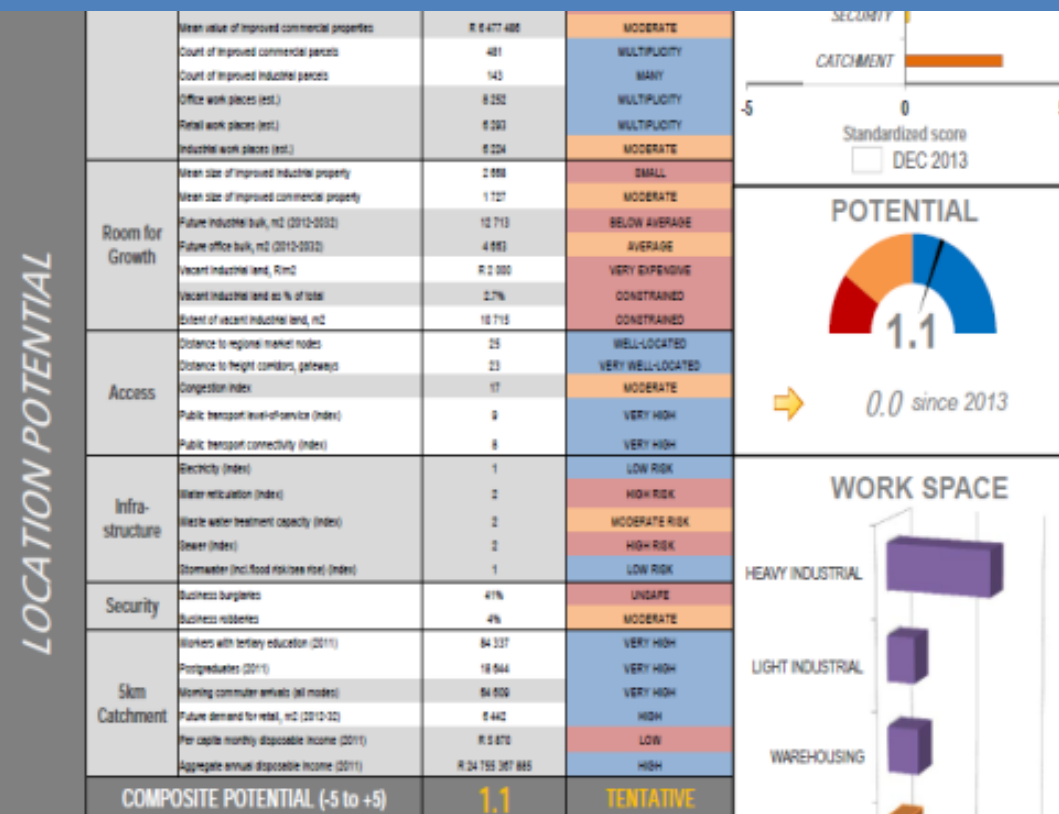 LOCATION POTENTIAL
Mean value of improved commercial properties R 6 477 486 MODERATE
Count of improved commercial parcels 481 MULTIPLICITY
Count of improved industrial parcels 143 MANY
Office work places (est.) 8 252 MULTIPLICITY
Retail work places (est.) 6 293 MULTIPLICITY
Industrial work places (est.) 6 224 MODERATE
Room for Growth
Mean size of improved industrial property 2 668 SMALL
Mean size of improved commercial property 1 727 MODERATE
Future industrial bulk, m2 (2012-2032) 12 713 BELOW AVERAGE
Future office bulk, m2 (2012-2032) 4 663 AVERAGE
Vacant industrial land, R/m2 R 2 000 VERY EXPENSIVE
Vacant industrial land as % of total 2.7% CONSTRAINED
Extent of vacant industrial land, m2 18 715 CONSTRAINED
Access
Distance to regional market nodes 25 WELL-LOCATED
Distance to freight corridors, gateways 23 VERY WELL-LOCATED
Congestion index 17 MODERATE
Public transport level-of-service (index) 9 VERY HIGH
Public transport connectivity (index) 8 VERY HIGH
Infra-
structure
Electricity (index) 1 LOW RISK
Water reticulation (index) 2 HIGH RISK
Waste water treatment capacity (index) 2 MODERATE RISK
Sewer (index) 2 HIGH RISK
Stormwater (incl.flood risk/sea rise) (index) 1 LOW RISK
Security
Business burglaries 41% UNSAFE
Business robberies 4% MODERATE
5km
Catchment
Workers with tertiary education (2011) 84 337 VERY HIGH
Postgraduates (2011) 18 644 VERY HIGH
Morning commuter arrivals (all modes) 64 509 VERY HIGH
Future demand for retail, m2 (2012-32) 6 442 HIGH
Per capita monthly disposable income (2011) R 5 870 LOW
Aggregate annual disposable income (2011) R 24 755 367 885 HIGH
COMPOSITE POTENTIAL (-5 to +5) 1.1 TENTATIVE
SECURITY
CATCHMENT
-5 0
Standardized score
DEC 2013
POTENTIAL
1.1
0.0 since 2013
WORK SPACE
HEAVY INDUSTRIAL
LIGHT INDUSTRIAL
WAREHOUSING